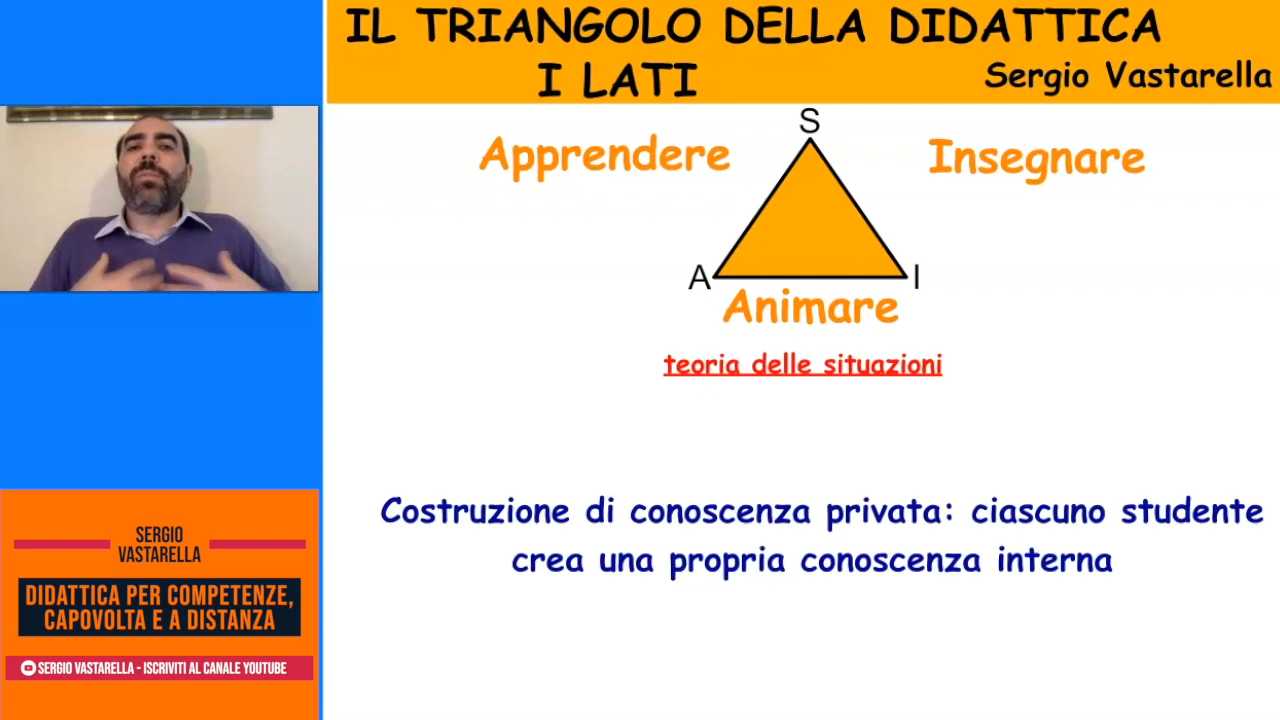 IL TRIANGOLO DELLA DIDATTICA
I LATI
Sergio Vastarella
S
Apprendere
Insegnare
A
I
Animare
teoria delle situazioni
Costruzione di conoscenza privata: ciascuno studente
crea una propria conoscenza interna
SERGIO
VASTARELLA
DIDATTICA PER COMPETENZE,
CAPOVOLTA E A DISTANZA
SERGIO VASTARELLA - ISCRIVITI AL CANALE YOUTUBE